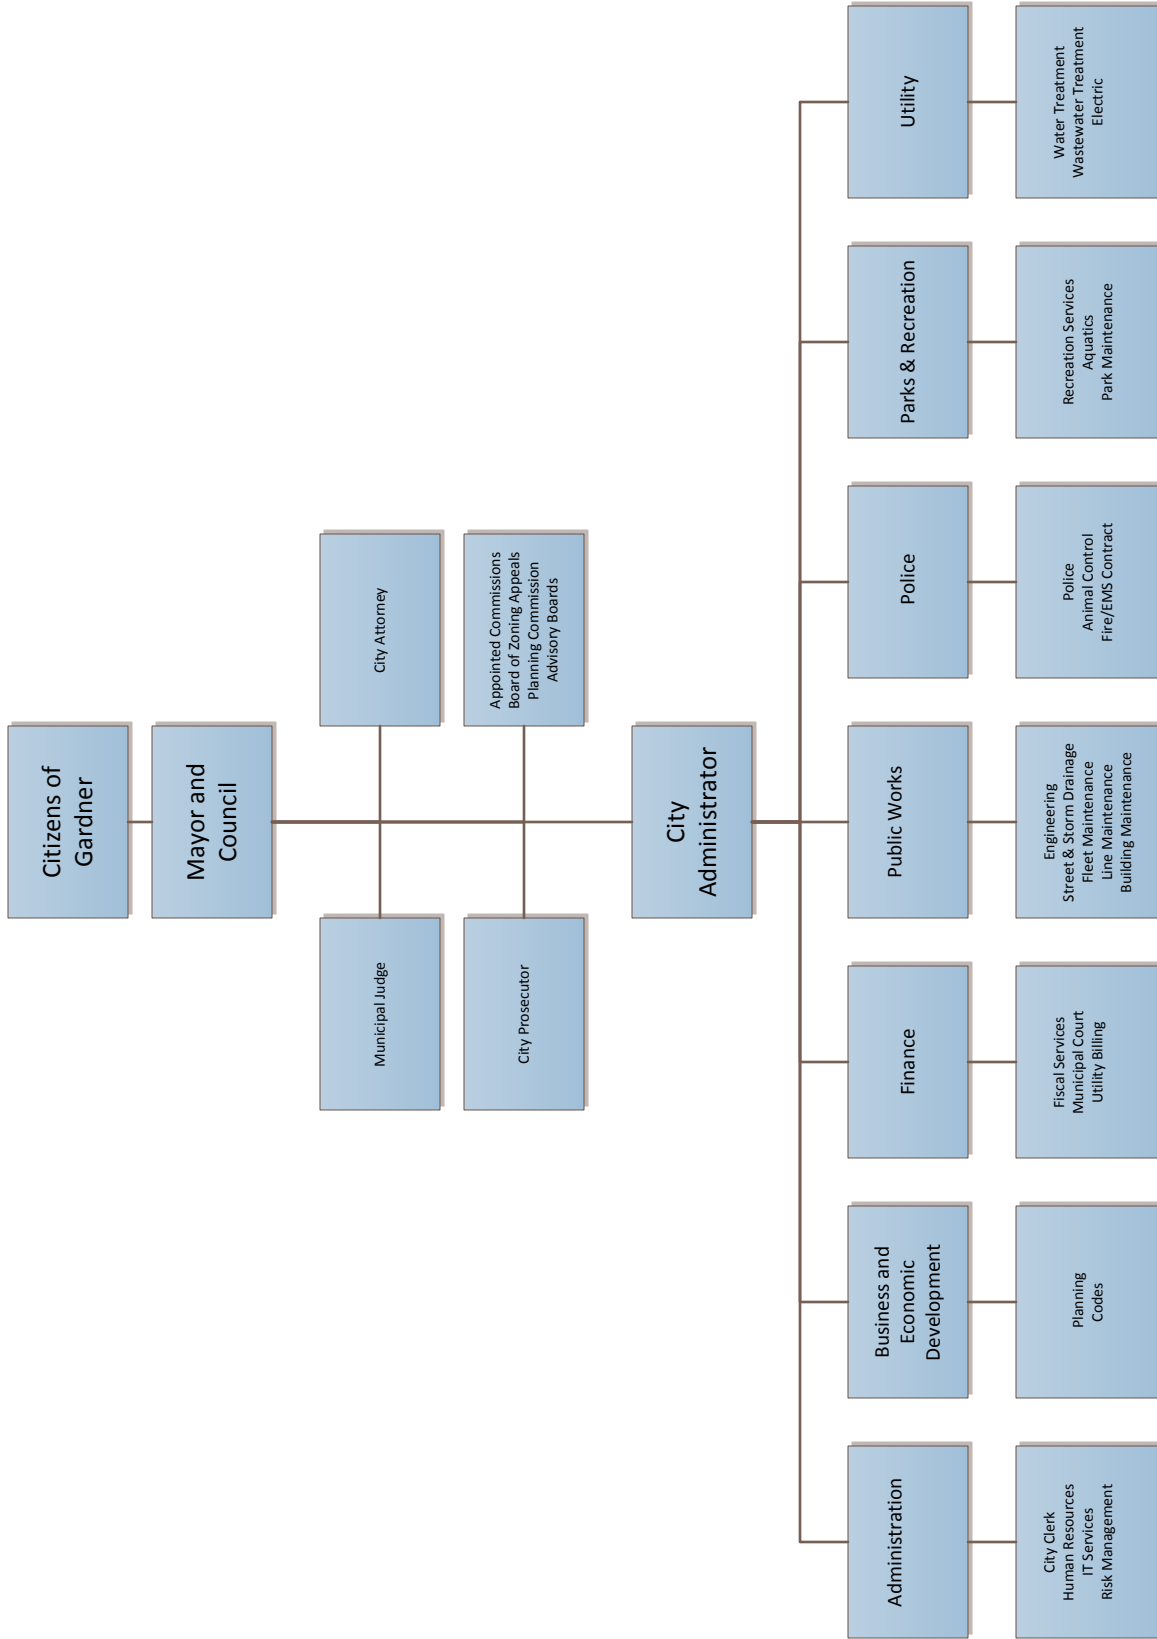 Citizens of
Gardner
Mayor and
Council
Municipal Judge
City Attorney
City Prosecutor
Appointed Commissions
Board of Zoning Appeals
Planning Commission
Advisory Boards
City
Administrator
Administration
Business and
Economic
Development
Finance
Public Works
Police
Parks & Recreation
Utility
City Clerk
Human Resources
IT Services
Risk Management
Planning
Codes
Fiscal Services
Municipal Court
Utility Billing
Engineering
Street & Storm Drainage
Fleet Maintenance
Line Maintenance
Building Maintenance
Police
Animal Control
Fire/EMS Contract
Recreation Services
Aquatics
Park Maintenance
Water Treatment
Wastewater Treatment
Electric